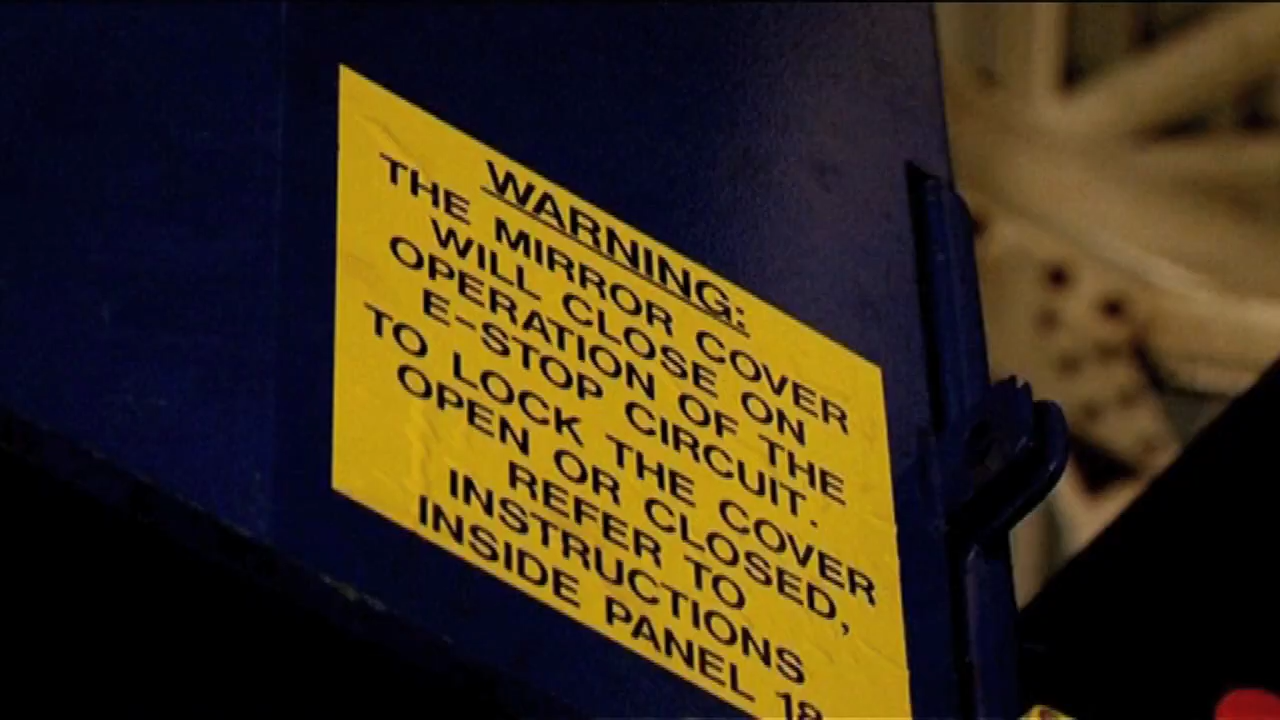 WARNING:
THE MIRROR COVER
WILL CLOSE ON
OPERATION OF THE
E-STOP CIRCUIT.
TO LOCK THE COVER
OPEN OR CLOSED,
REFER TO
INSTRUCTIONS
INSIDE PANEL